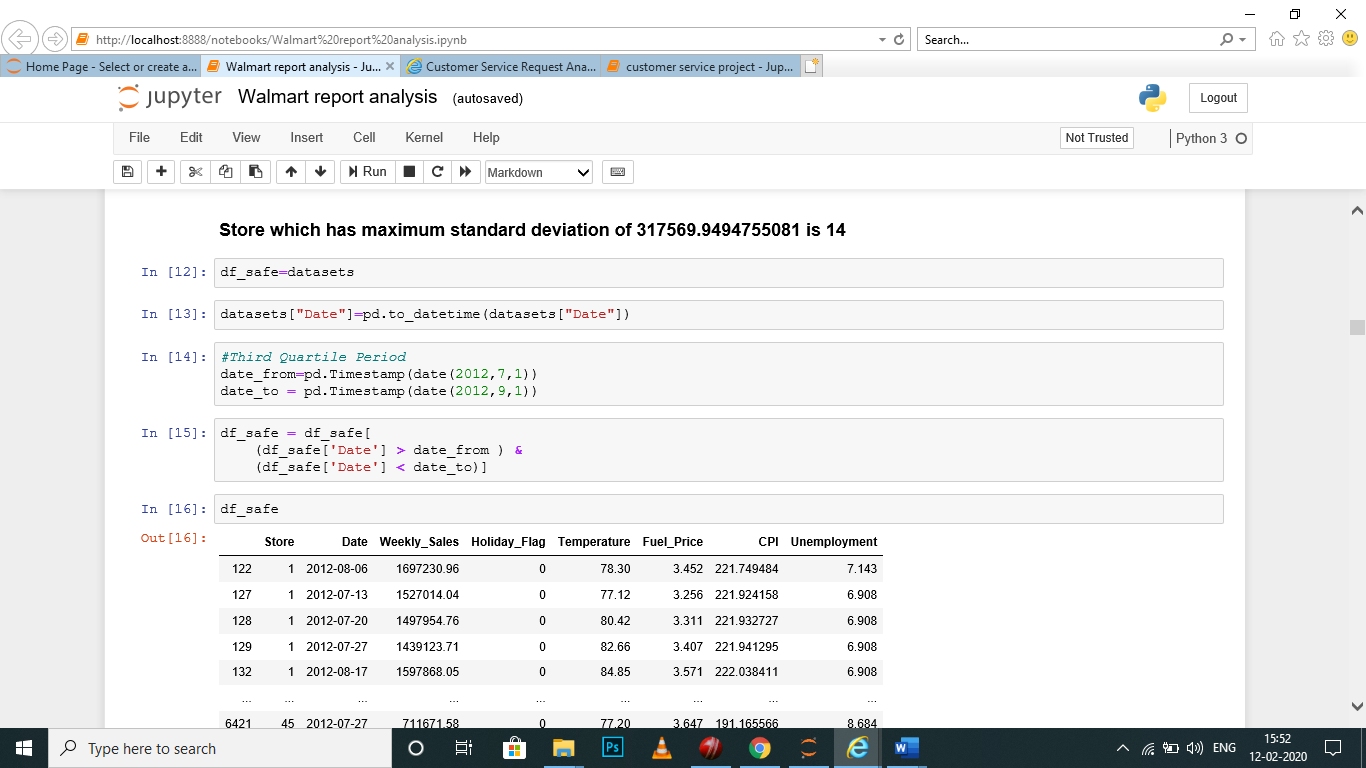 http://localhost:8888/notebooks/Walmart%20report%20analysis.ipynb
Search...
Home Page - Select or create a...
Walmart report analysis - Ju...
Customer Service Request Ana...
customer service project - Jup...
jupyter Walmart report analysis (autosaved)
Logout
File Edit View Insert Cell Kernel Help
Not Trusted
Python 3
Run
Markdown
Store which has maximum standard deviation of 317569.9494755081 is 14
In [12]: df_safe=datasets
In [13]: datasets["Date"]=pd.to_datetime(datasets["Date"])
In [14]: #Third Quartile Period
date_from=pd.Timestamp(date(2012,7,1))
date_to = pd.Timestamp(date(2012,9,1))
In [15]: df_safe = df_safe[
(df_safe['Date'] > date_from ) &
(df_safe['Date'] < date_to)]
In [16]: df_safe
Out[16]:
Store Date Weekly_Sales Holiday_Flag Temperature Fuel_Price CPI Unemployment
122 1 2012-08-06 1697230.96 0 78.30 3.452 221.749484 7.143
127 1 2012-07-13 1527014.04 0 77.12 3.256 221.924158 6.908
128 1 2012-07-20 1497954.76 0 80.42 3.311 221.932727 6.908
129 1 2012-07-27 1439123.71 0 82.66 3.407 221.941295 6.908
132 1 2012-08-17 1597868.05 0 84.85 3.571 222.038411 6.908
... ... ... ... ... ... ... ... ...
6421 45 2012-07-27 711671.58 0 77.20 3.647 191.165566 8.684
Type here to search
Ps
W
ENG
15:52
12-02-2020